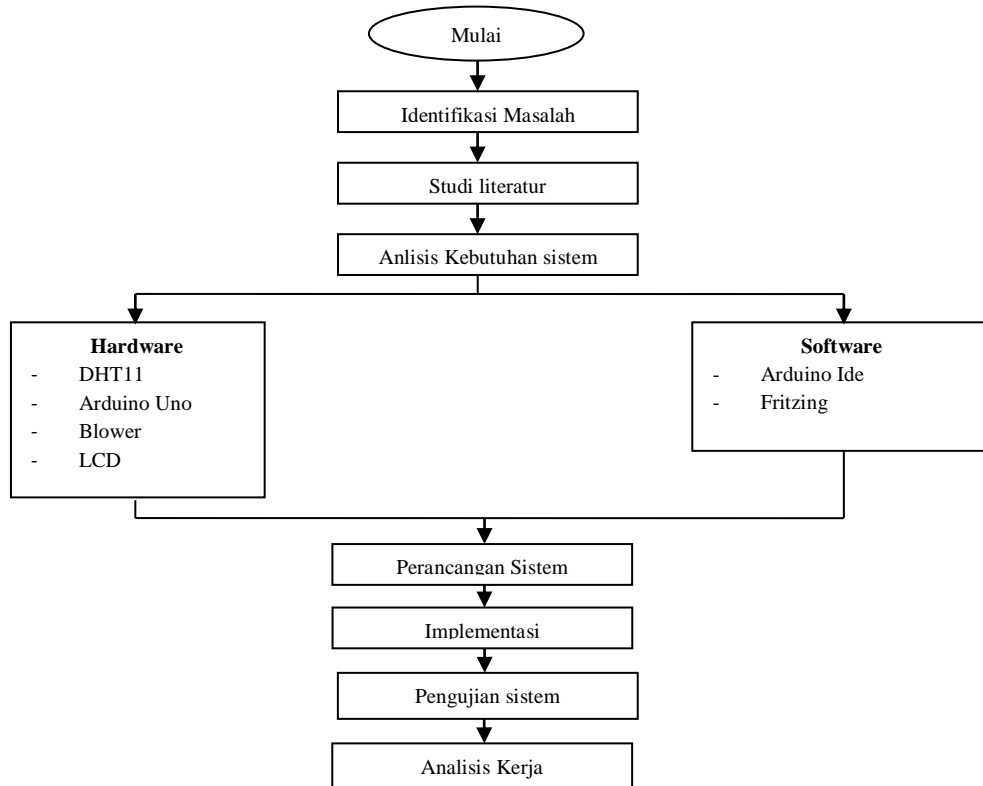 Mulai
Identifikasi Masalah
Studi literatur
Anlisis Kebutuhan sistem
Hardware
- DHT11
- Arduino Uno
- Blower
- LCD
Software
- Arduino Ide
- Fritzing
Perancangan Sistem
Implementasi
Pengujian sistem
Analisis Kerja